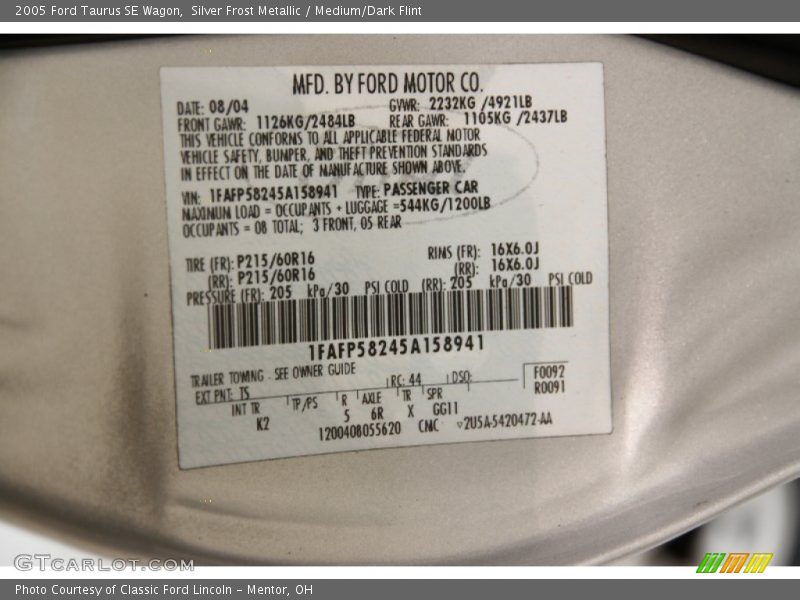 2005 Ford Taurus SE Wagon,  Silver Frost Metallic / Medium/Dark Flint
MFD. BY FORD MOTOR CO.
DATE: 08/04 GVWR: 2232KG /4921LB
FRONT GAWR: 1126KG/2484LB REAR GAWR: 1105KG /2437LB
THIS VEHICLE CONFORMS TO ALL APPLICABLE FEDERAL MOTOR
VEHICLE SAFETY, BUMPER, AND THEFT PREVENTION STANDARDS
IN EFFECT ON THE DATE OF MANUFACTURE SHOWN ABOVE.
VIN: 1FAFP58245A158941 TYPE: PASSENGER CAR
MAXIMUM LOAD = OCCUPANTS + LUGGAGE =544KG/1200LB
OCCUPANTS = 08 TOTAL; 3 FRONT, 05 REAR
TIRE (FR): P215/60R16 RIMS (FR): 16X6.0J
(RR): P215/60R16 (RR): 16X6.0J
PRESSURE (FR): 205 kPa/30 PSI COLD (RR): 205 kPa/30 PSI COLD
1FAFP58245A158941
TRAILER TOWING - SEE OWNER GUIDE
EXT PNT: TS RC: 44 DSO: F0092
R0091
INT TR TP/PS R AXLE TR SPR
K2 5 6R X GG11
1200408055620 CMC 2U5A-5420472-AA
GTCARLOT.COM
Photo Courtesy of Classic Ford Lincoln - Mentor, OH